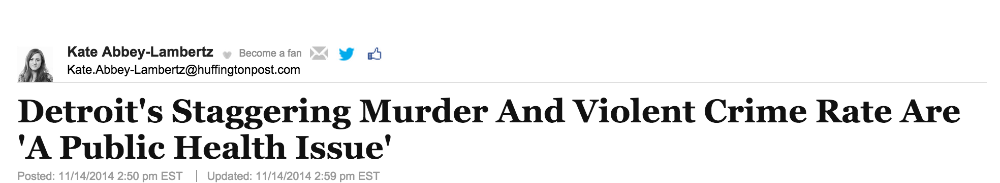 Kate Abbey-Lambertz Become a fan
Kate.Abbey-Lambertz@huffingtonpost.com
Detroit's Staggering Murder And Violent Crime Rate Are
'A Public Health Issue'
Posted: 11/14/2014 2:50 pm EST | Updated: 11/14/2014 2:59 pm EST